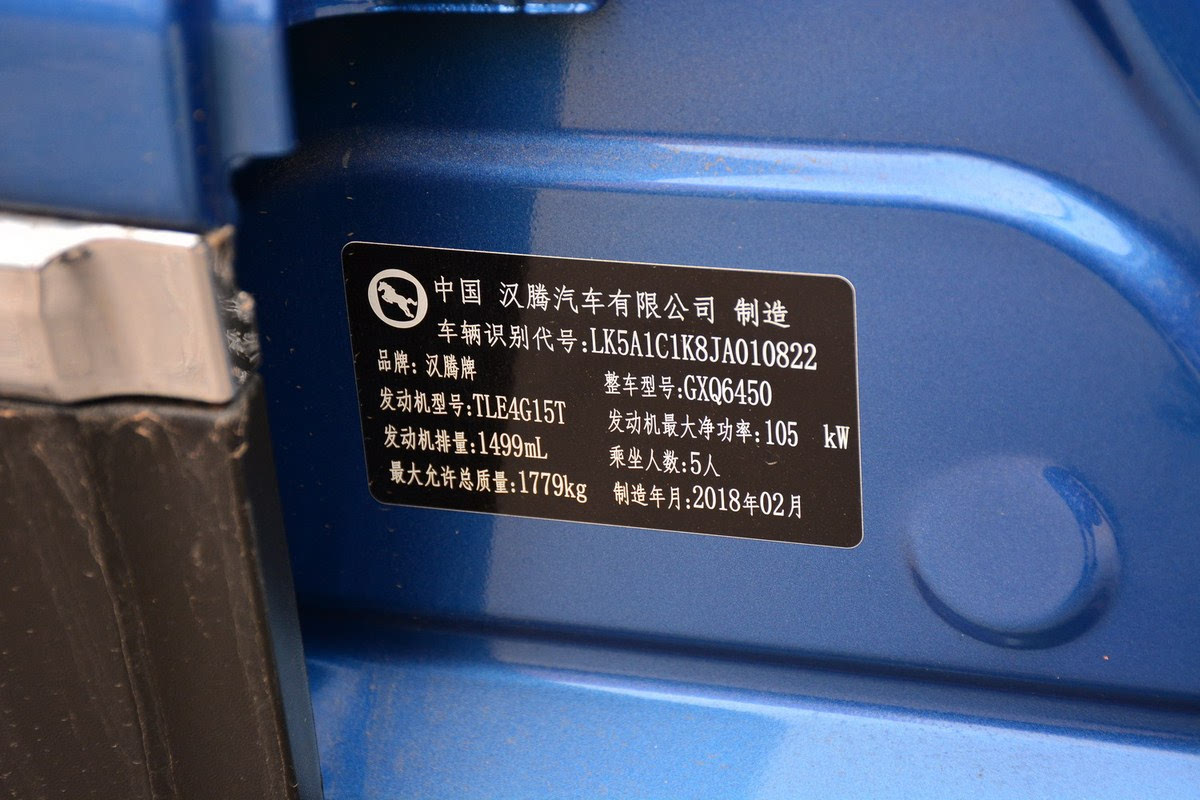 中国 汉腾汽车有限公司 制造
车辆识别代号:LK5A1C1K8JA010822
品牌: 汉腾牌 整车型号:GXQ6450
发动机型号:TLE4G15T 发动机最大净功率:105 kW
发动机排量:1499mL 乘坐人数:5人
最大允许总质量:1779kg 制造年月:2018年02月